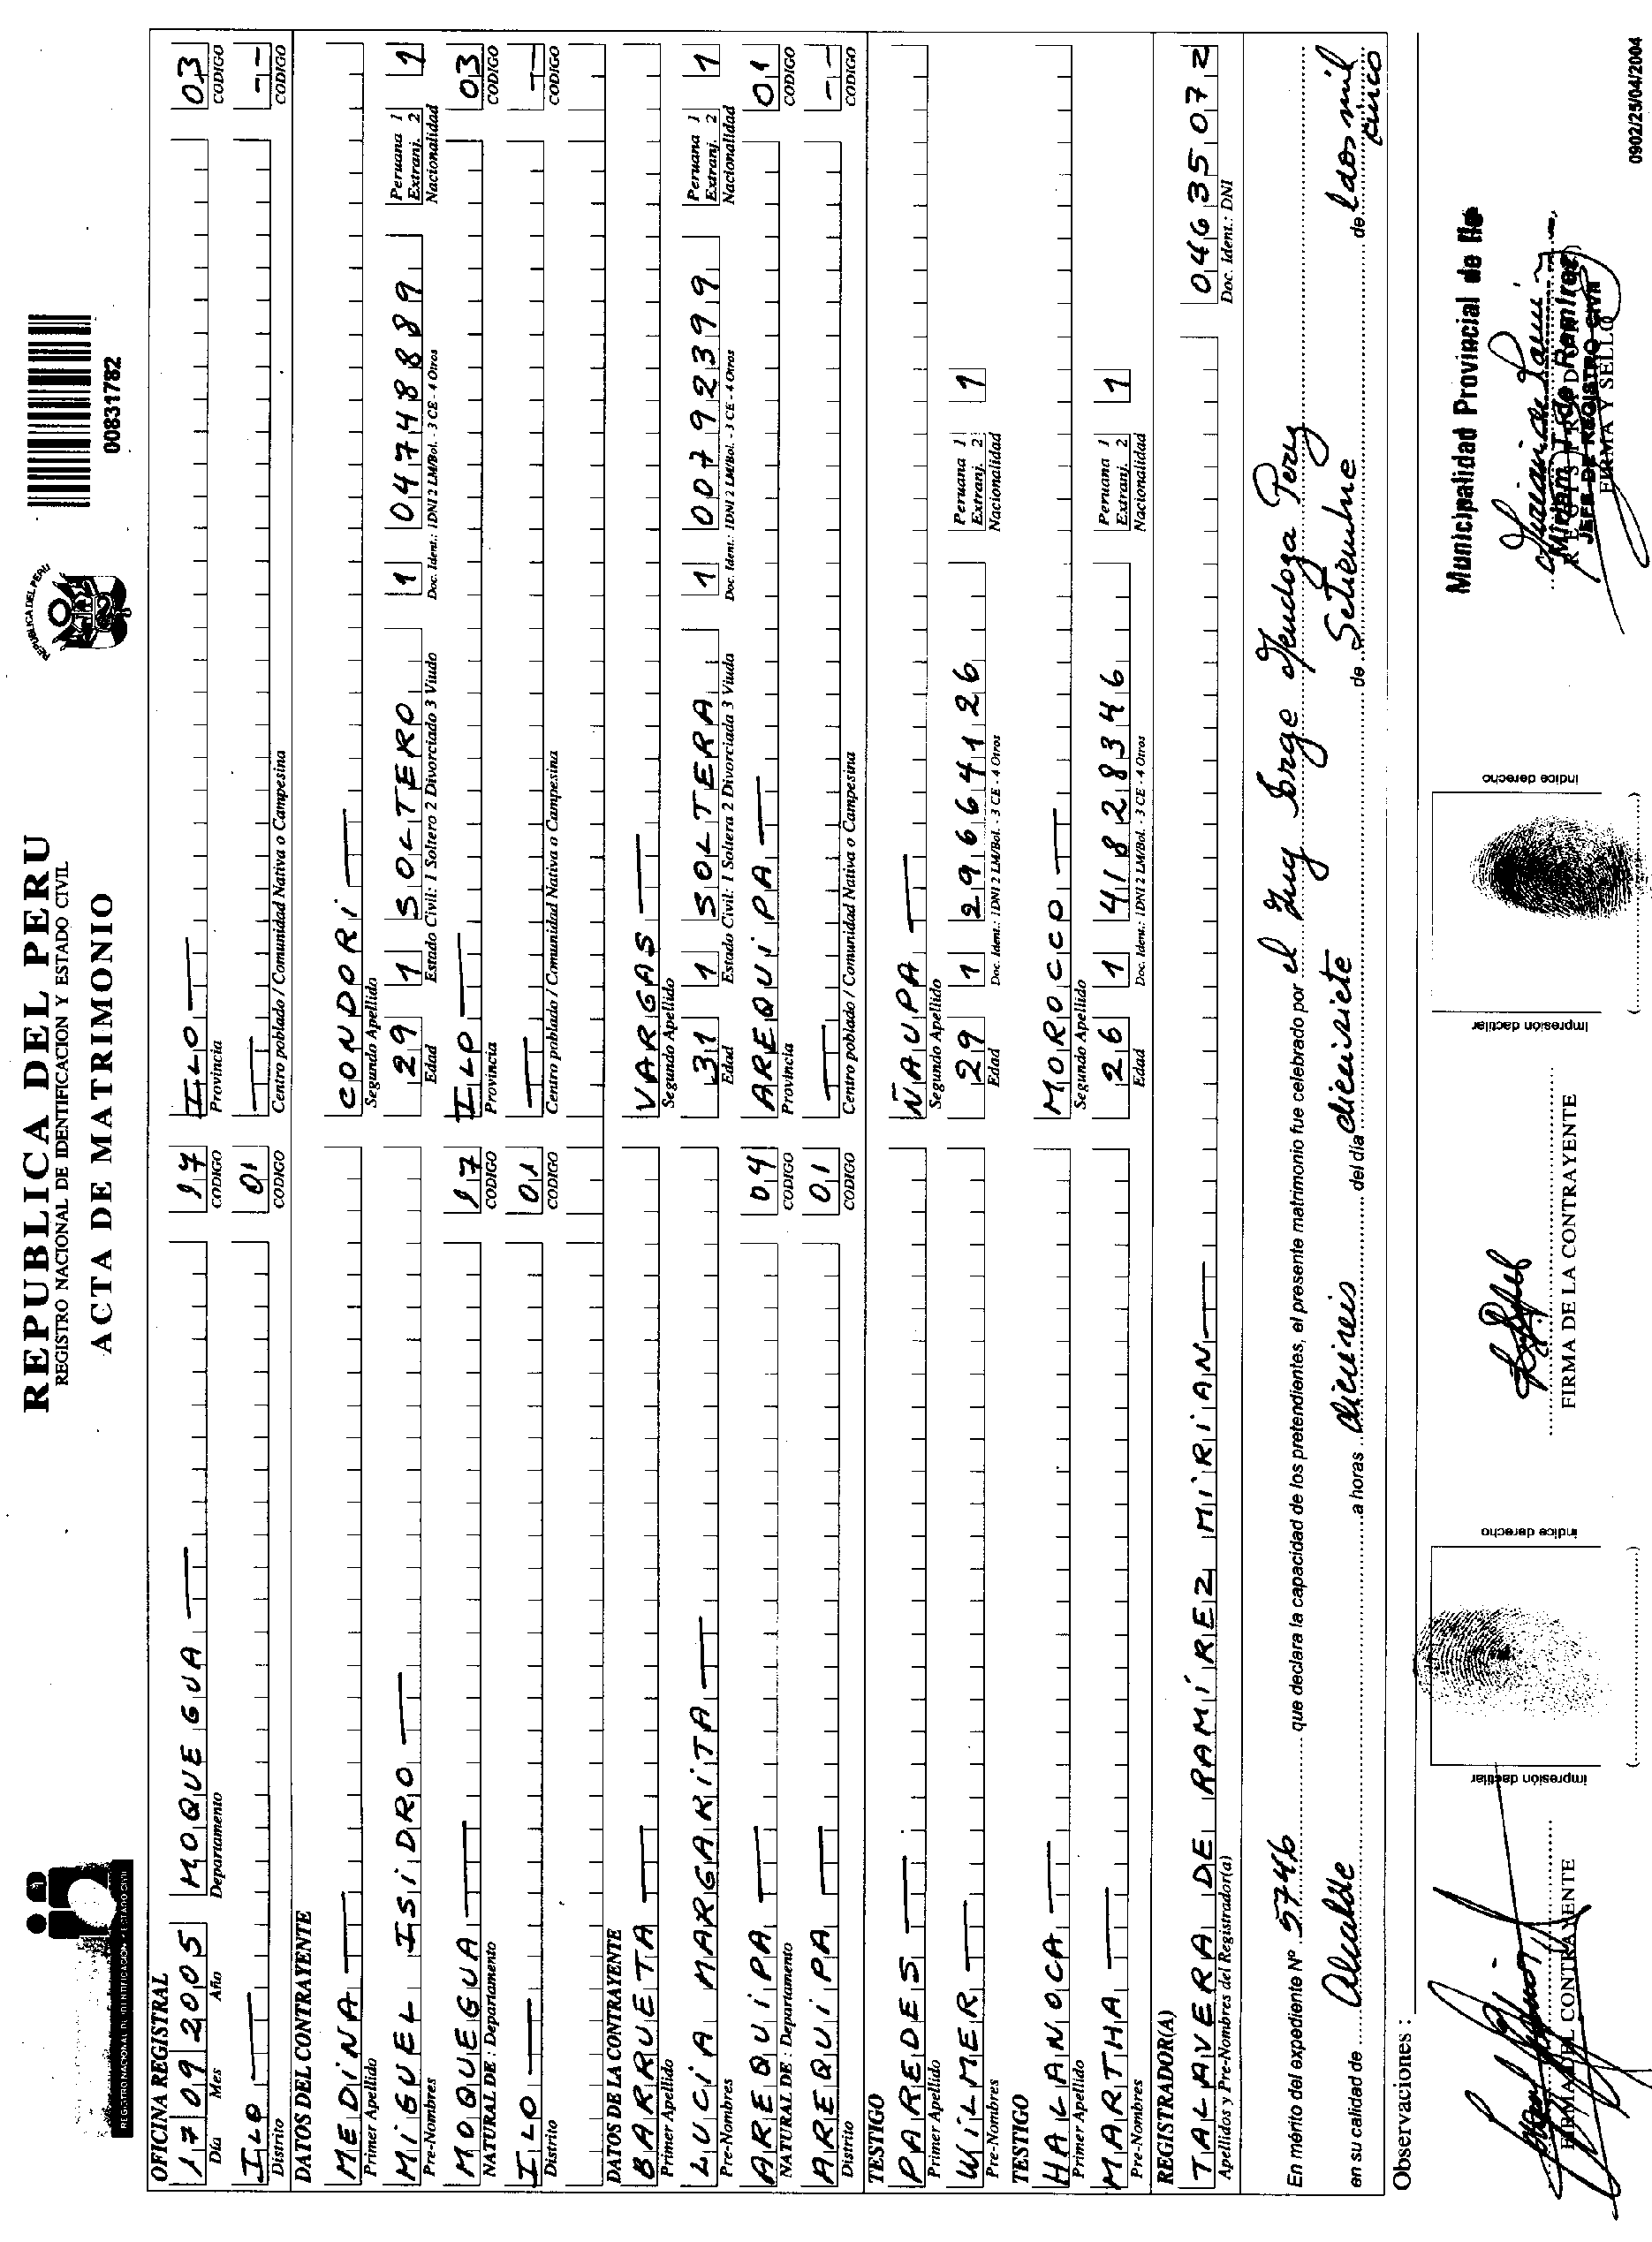 REPUBLICA DEL PERU
REGISTRO NACIONAL DE IDENTIFICACION Y ESTADO CIVIL
ACTA DE MATRIMONIO
REGISTRO NACIONAL DE IDENTIFICACION Y ESTADO CIVIL
REPUBLICA DEL PERU
00831782
OFICINA REGISTRAL
17 09 2005 MOQUEGUA 17 ILO 03
Día Mes Año Departamento CODIGO Provincia CODIGO
ILO 01 --
Distrito CODIGO Centro poblado / Comunidad Nativa o Campesina CODIGO
DATOS DEL CONTRAYENTE
MEDINA CONDORI
Primer Apellido Segundo Apellido
MIGUEL ISIDRO 29 1 SOLTERO 1 04748889 Peruana 1 Extranj. 2 1
Pre-Nombres Edad Estado Civil: 1 Soltero 2 Divorciado 3 Viudo Doc. Ident.: 1DNI 2 LM/Bol. - 3 CE - 4 Otros Nacionalidad
MOQUEGUA 17 ILO 03
NATURAL DE : Departamento CODIGO Provincia CODIGO
ILO 01 --
Distrito CODIGO Centro poblado / Comunidad Nativa o Campesina CODIGO
DATOS DE LA CONTRAYENTE
BARRUETA VARGAS
Primer Apellido Segundo Apellido
LUCIA MARGARITA 31 1 SOLTERA 1 00792399 Peruana 1 Extranj. 2 1
Pre-Nombres Edad Estado Civil: 1 Soltera 2 Divorciada 3 Viuda Doc. Ident.: 1DNI 2 LM/Bol. - 3 CE - 4 Otros Nacionalidad
AREQUIPA 04 AREQUIPA 01
NATURAL DE : Departamento CODIGO Provincia CODIGO
AREQUIPA 01 --
Distrito CODIGO Centro poblado / Comunidad Nativa o Campesina CODIGO
TESTIGO
PAREDES ÑAUPA
Primer Apellido Segundo Apellido
WILMER 29 1 29664126 Peruana 1 Extranj. 2 1
Pre-Nombres Edad Doc. Ident.: 1DNI 2 LM/Bol. - 3 CE - 4 Otros Nacionalidad
TESTIGO
HALANOCA MOROCCO
Primer Apellido Segundo Apellido
MARTHA 26 1 41828346 Peruana 1 Extranj. 2 1
Pre-Nombres Edad Doc. Ident.: 1DNI 2 LM/Bol. - 3 CE - 4 Otros Nacionalidad
REGISTRADOR(A)
TALAVERA DE RAMÍREZ MIRIAN 04635072
Apellidos y Pre-Nombres del Registrador(a) Doc. Ident.: DNI
En mérito del expediente Nº 5746 que declara la capacidad de los pretendientes, el presente matrimonio fue celebrado por el Ing Jorge Mendoza Perez
en su calidad de Alcalde a horas dieciseis del día diecisiete de Setiembre de dos mil cinco
Observaciones :
Municipalidad Provincial de Ilo
Miriam T. de Ramirez
REGISTRADOR
JEFE DE REGISTRO CIVIL
FIRMA Y SELLO
FIRMA DEL CONTRAYENTE
impresión dactilar
indice derecho
FIRMA DE LA CONTRAYENTE
impresión dactilar
indice derecho
0902/25/04/2004